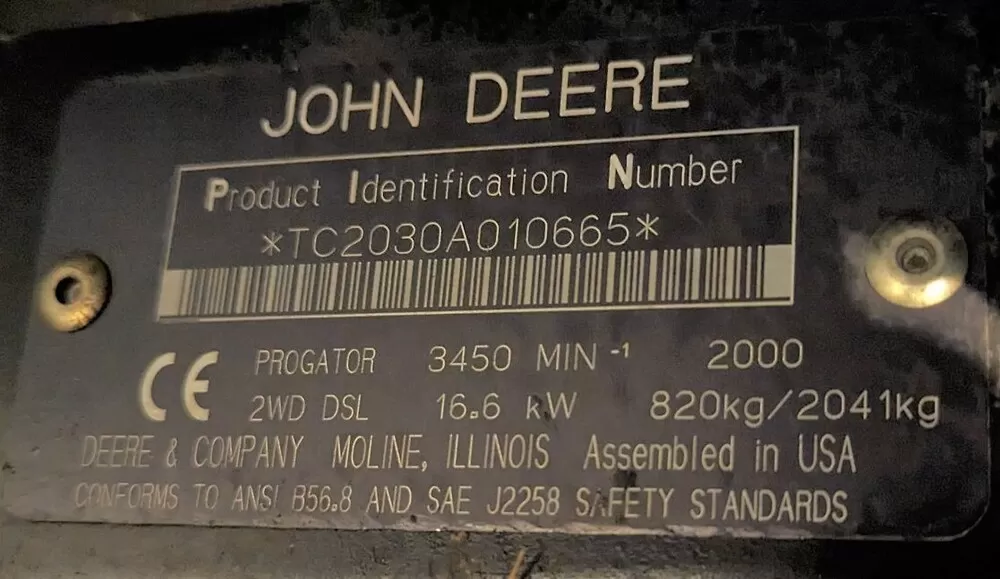 JOHN DEERE
Product Identification Number
*TC2030A010665*
CE PROGATOR 3450 MIN⁻¹ 2000
2WD DSL 16.6 kW 820kg/2041kg
DEERE & COMPANY MOLINE, ILLINOIS Assembled in USA
CONFORMS TO ANSI B56.8 AND SAE J2258 SAFETY STANDARDS